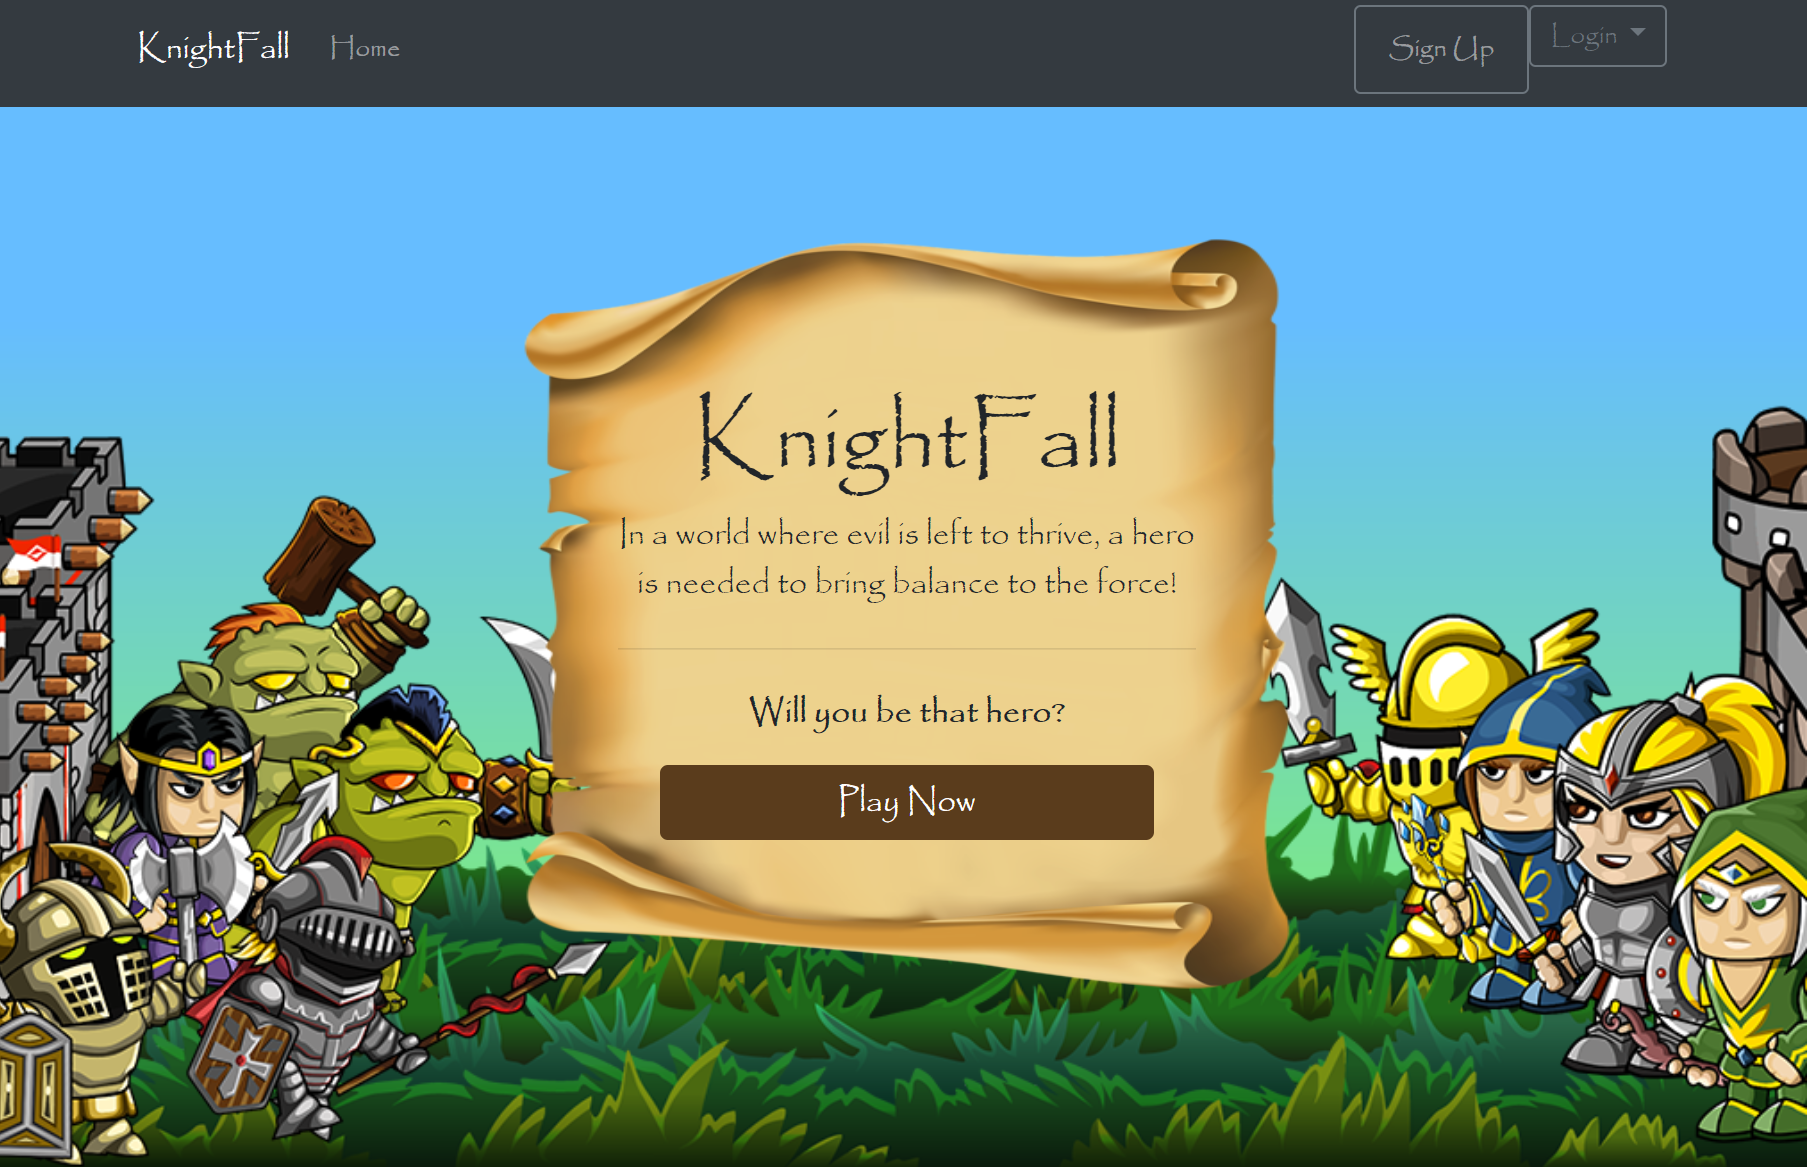 KnightFall
Home
Sign Up
Login
KnightFall
In a world where evil is left to thrive, a hero
is needed to bring balance to the force!
Will you be that hero?
Play Now